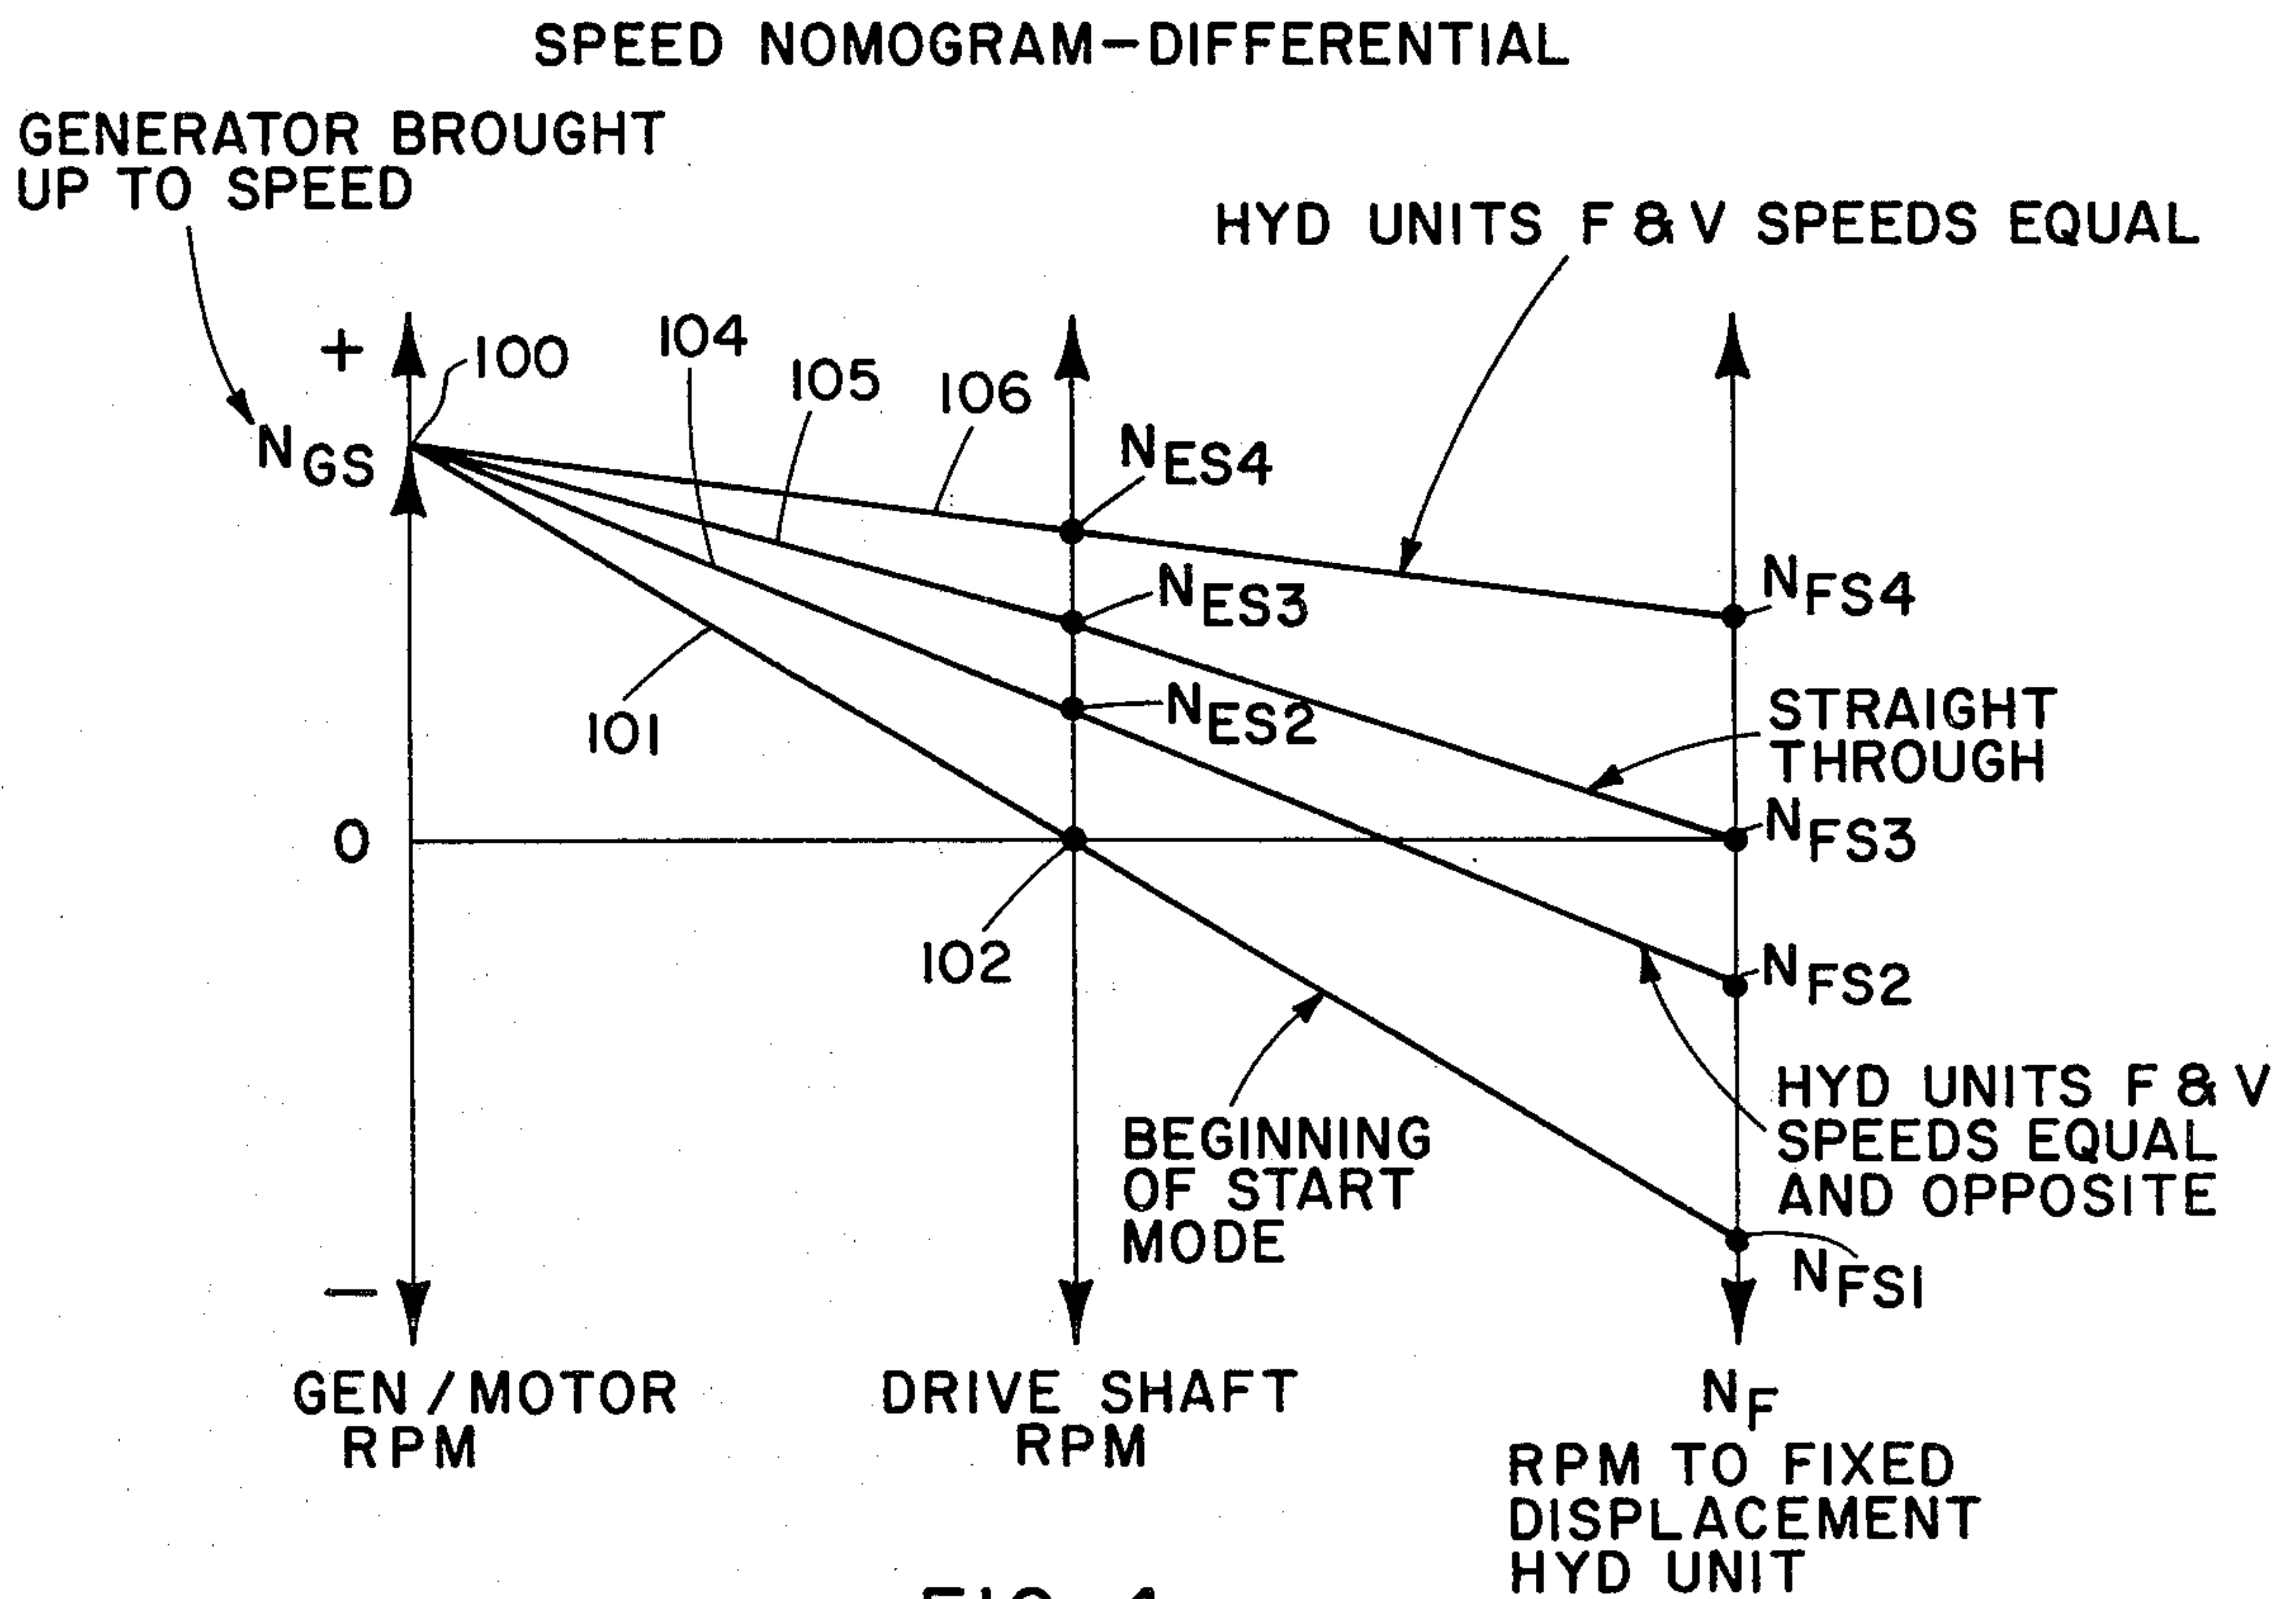 SPEED NOMOGRAM-DIFFERENTIAL
GENERATOR BROUGHT
UP TO SPEED
HYD UNITS F & V SPEEDS EQUAL
+
100
104
105
106
NGS
NES4
NES3
NES2
NFS4
STRAIGHT
THROUGH
101
0
NFS3
102
NFS2
HYD UNITS F & V
SPEEDS EQUAL
AND OPPOSITE
BEGINNING
OF START
MODE
NFS1
-
GEN/MOTOR
RPM
DRIVE SHAFT
RPM
NF
RPM TO FIXED
DISPLACEMENT
HYD UNIT